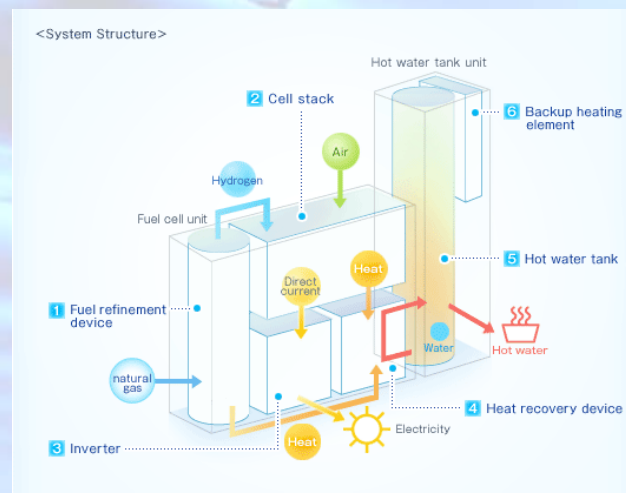 <System Structure>
Hot water tank unit
2 Cell stack
6 Backup heating
element
Air
Hydrogen
Fuel cell unit
5 Hot water tank
Heat
Direct
current
1 Fuel refinement
device
Water
Hot water
natural
gas
4 Heat recovery device
Electricity
3 Inverter
Heat